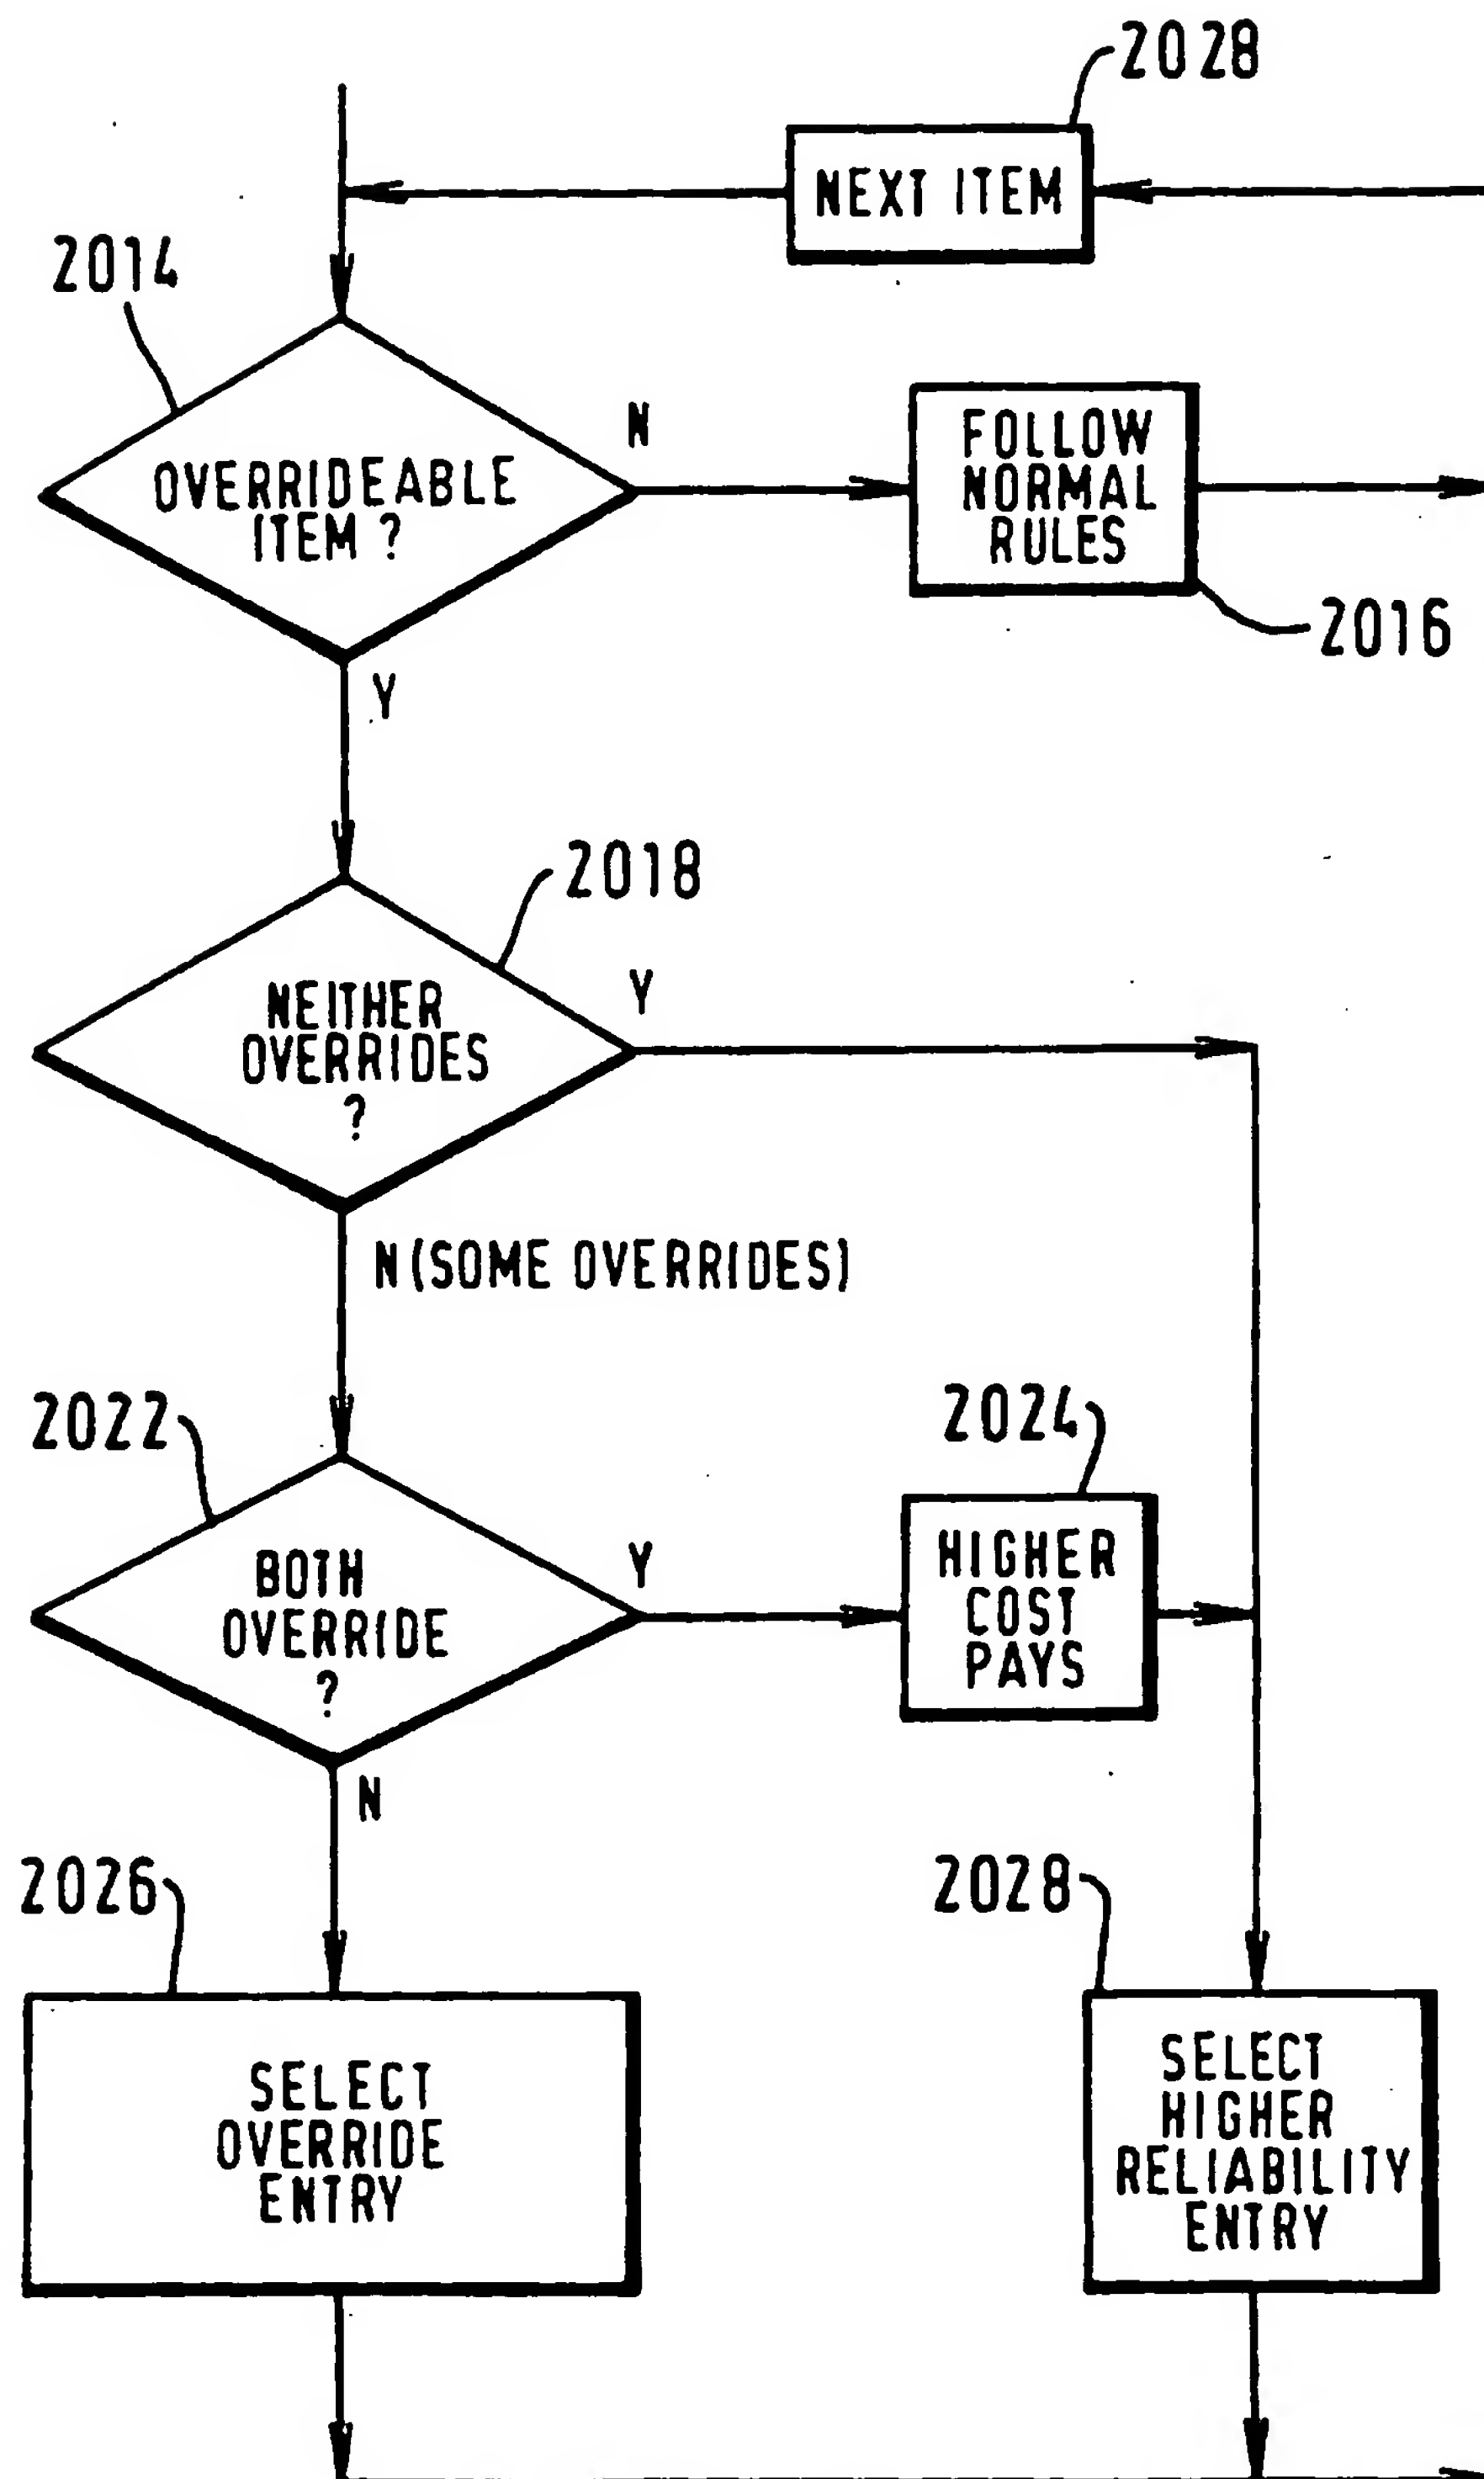 2028
NEXT ITEM
2014
OVERRIDEABLE
ITEM ?
N
FOLLOW
NORMAL
RULES
2016
Y
2018
NEITHER
OVERRIDES
?
Y
N (SOME OVERRIDES)
2022
BOTH
OVERRIDE
?
Y
2024
HIGHER
COST
PAYS
N
2026
SELECT
OVERRIDE
ENTRY
2028
SELECT
HIGHER
RELIABILITY
ENTRY